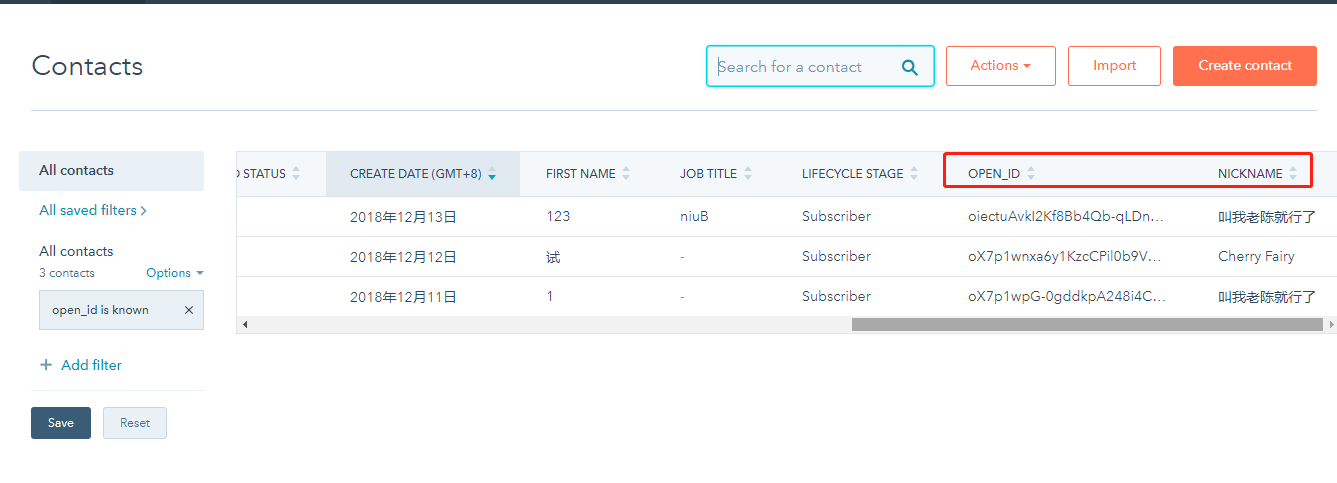 Contacts
Search for a contact
Actions
Import
Create contact
All contacts
All saved filters
All contacts
3 contacts
Options
open_id is known
Add filter
Save
Reset
D STATUS CREATE DATE (GMT+8) FIRST NAME JOB TITLE LIFECYCLE STAGE OPEN_ID NICKNAME
2018年12月13日 123 niuB Subscriber oiectuAvkI2Kf8Bb4Qb-qLDn... 叫我老陈就行了
2018年12月12日 试 - Subscriber oX7p1wnxa6y1KzcCPil0b9V... Cherry Fairy
2018年12月11日 1 - Subscriber oX7p1wpG-0gddkpA248i4C... 叫我老陈就行了